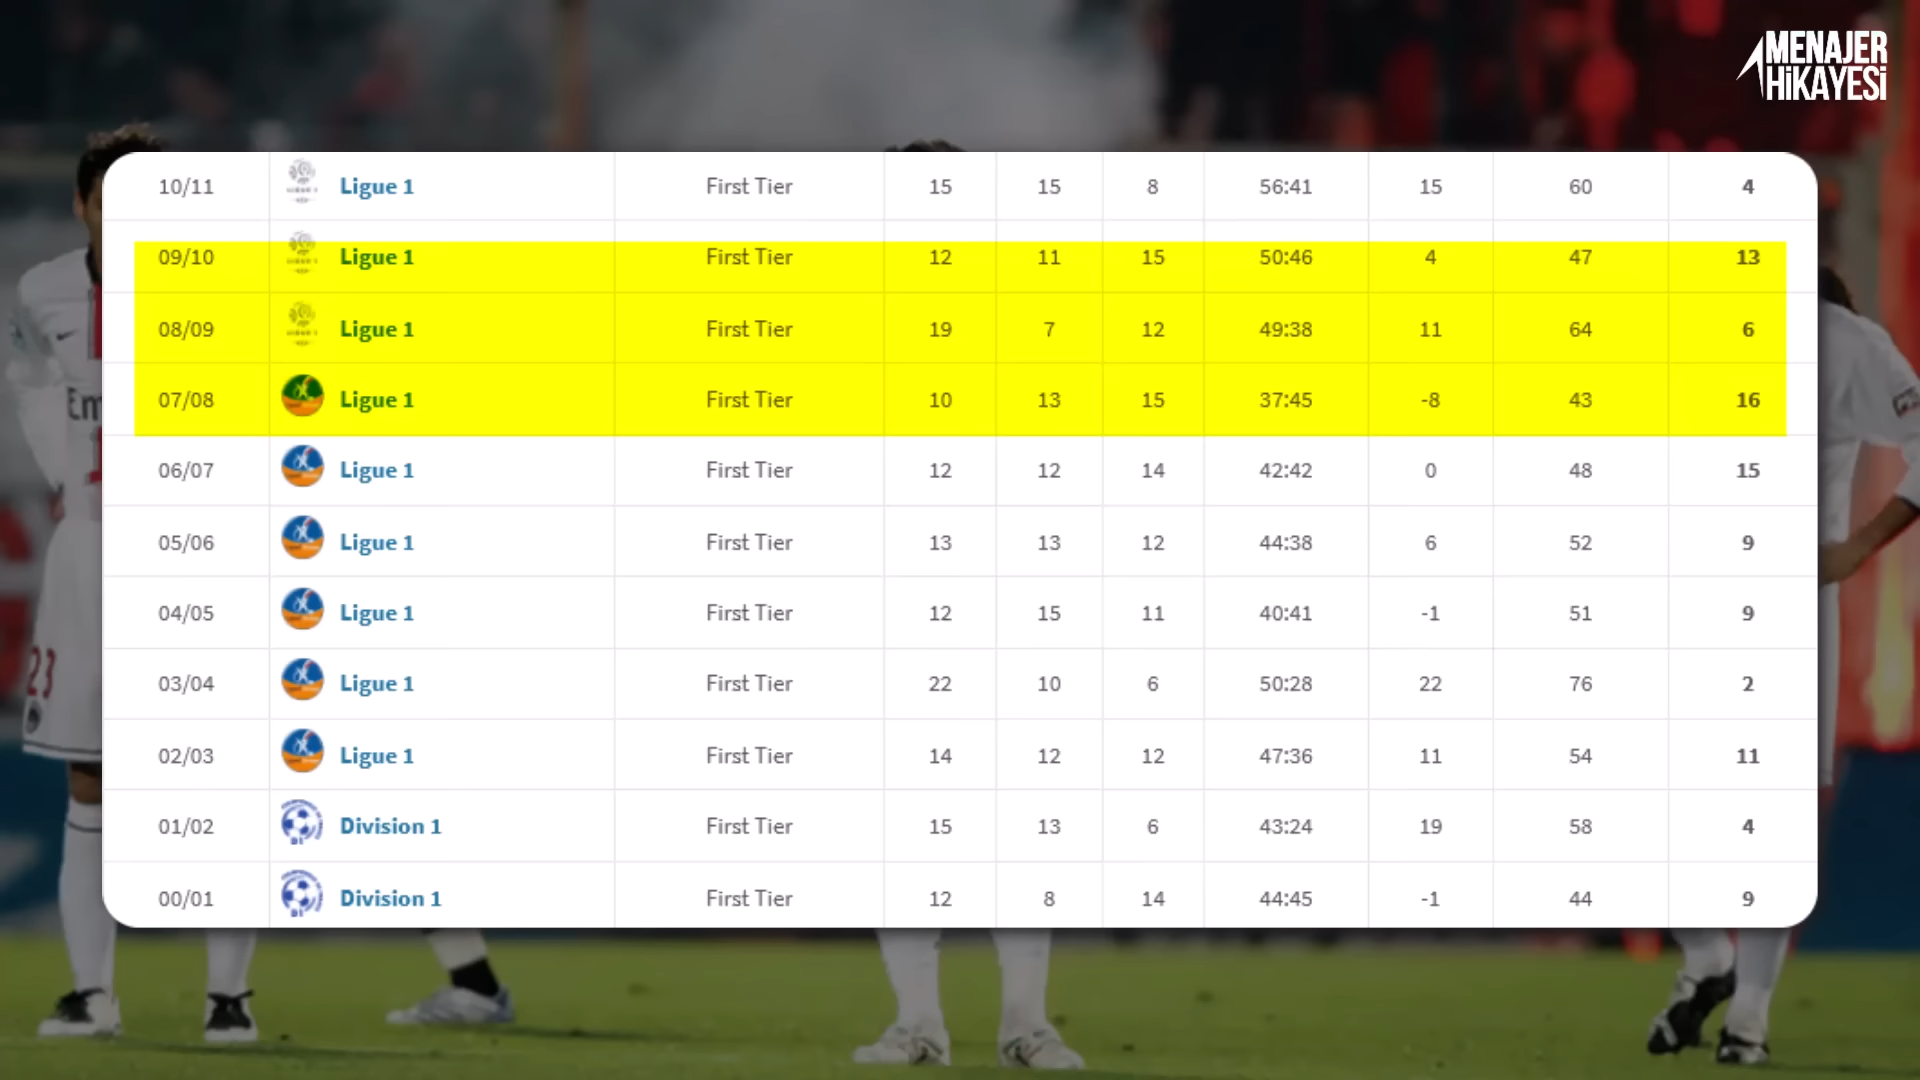 MENAJER
HiKAYESi
10/11 Ligue 1 First Tier 15 15 8 56:41 15 60 4
09/10 Ligue 1 First Tier 12 11 15 50:46 4 47 13
08/09 Ligue 1 First Tier 19 7 12 49:38 11 64 6
07/08 Ligue 1 First Tier 10 13 15 37:45 -8 43 16
06/07 Ligue 1 First Tier 12 12 14 42:42 0 48 15
05/06 Ligue 1 First Tier 13 13 12 44:38 6 52 9
04/05 Ligue 1 First Tier 12 15 11 40:41 -1 51 9
03/04 Ligue 1 First Tier 22 10 6 50:28 22 76 2
02/03 Ligue 1 First Tier 14 12 12 47:36 11 54 11
01/02 Division 1 First Tier 15 13 6 43:24 19 58 4
00/01 Division 1 First Tier 12 8 14 44:45 -1 44 9
Em
23